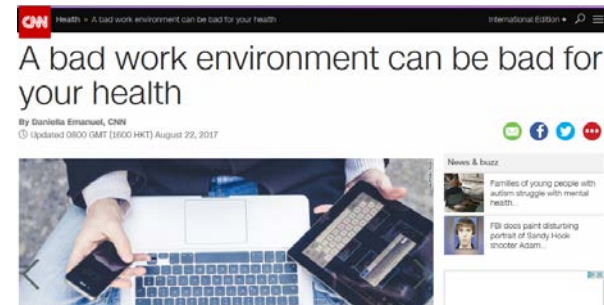 CNN Health » A bad work environment can be bad for your health International Edition
A bad work environment can be bad for
your health
By Daniella Emanuel, CNN
Updated 0800 GMT (1600 HKT) August 22, 2017
News & buzz
Families of young people with
autism struggle with mental
health...
FBI docs paint disturbing
portrait of Sandy Hook
shooter Adam...